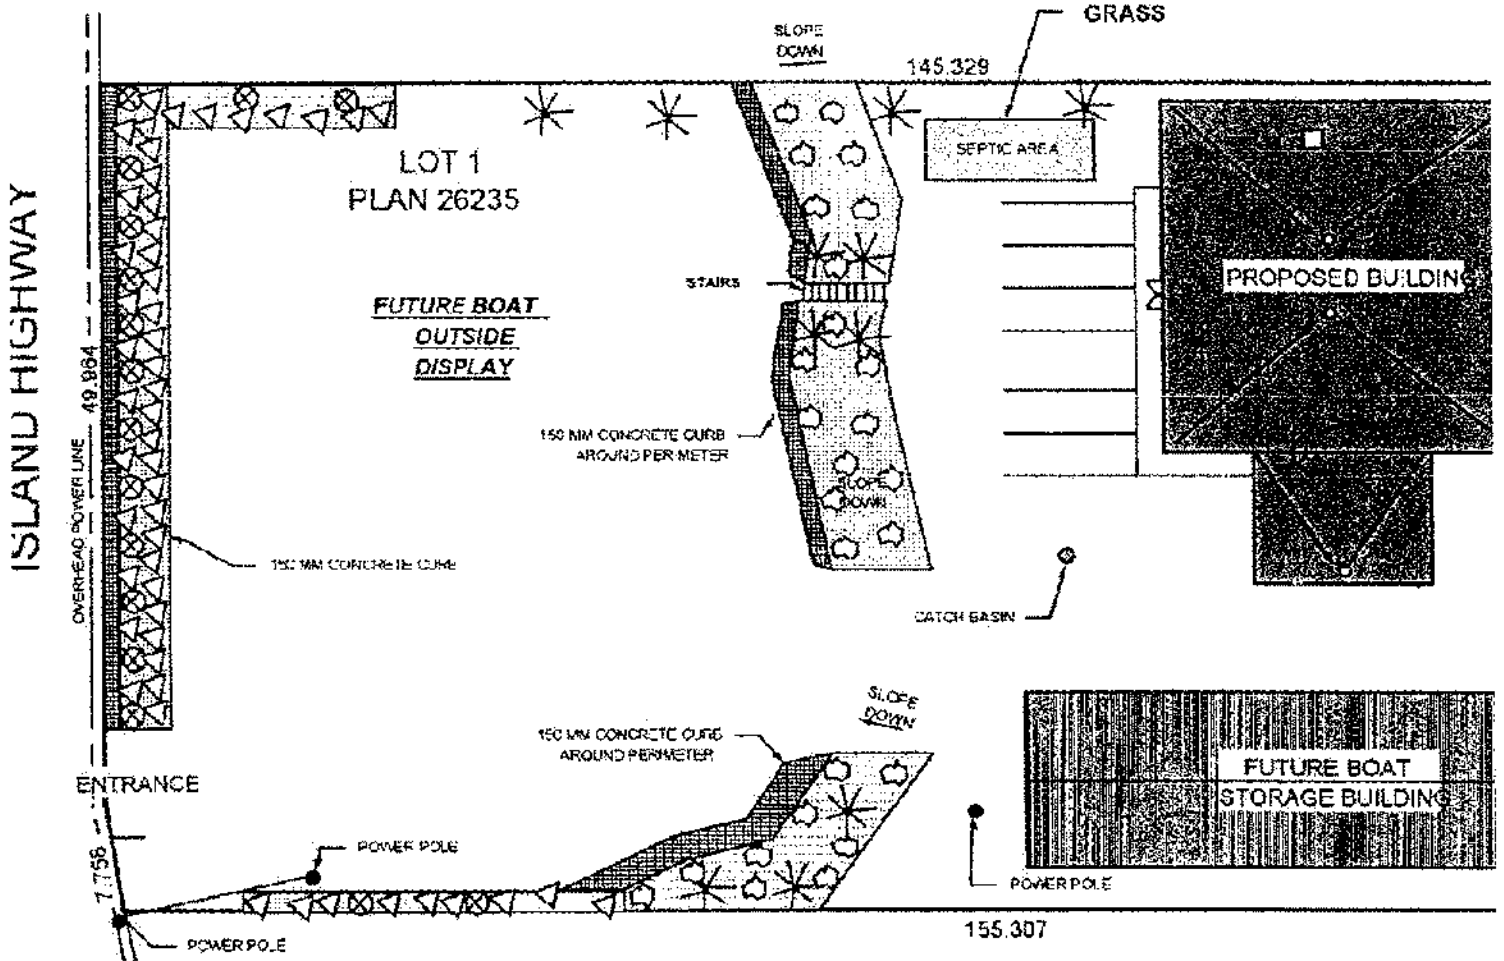 GRASS
SLOPE
DOWN
145.329
SEPTIC AREA
LOT 1
PLAN 26235
ISLAND HIGHWAY
STAIRS
PROPOSED BUILDING
FUTURE BOAT
OUTSIDE
DISPLAY
49.964
OVERHEAD POWER LINE
150 MM CONCRETE CURB
AROUND PERIMETER
SLOPE
DOWN
150 MM CONCRETE CURB
CATCH BASIN
SLOPE
DOWN
150 MM CONCRETE CURB
AROUND PERIMETER
ENTRANCE
FUTURE BOAT
STORAGE BUILDING
7.756
POWER POLE
POWER POLE
155.307
POWER POLE